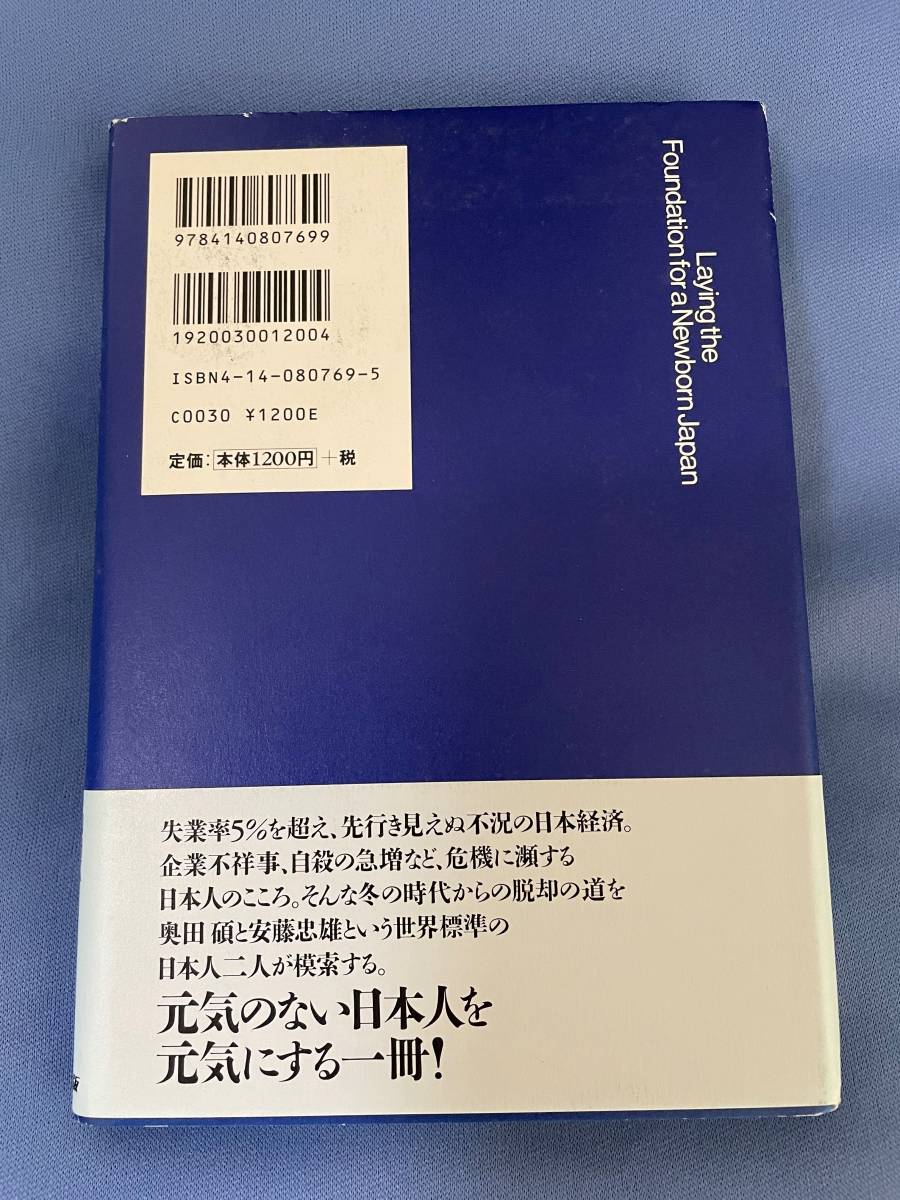 Laying the
Foundation for a Newborn Japan
9784140807699
1920030012004
ISBN4-14-080769-5
C0030 ¥1200E
定価：本体1200円＋税
失業率5%を超え、先行き見えぬ不況の日本経済。
企業不祥事、自殺の急増など、危機に瀕する
日本人のこころ。そんな冬の時代からの脱却の道を
奥田 碩と安藤忠雄という世界標準の
日本人二人が模索する。
元気のない日本人を
元気にする一冊！